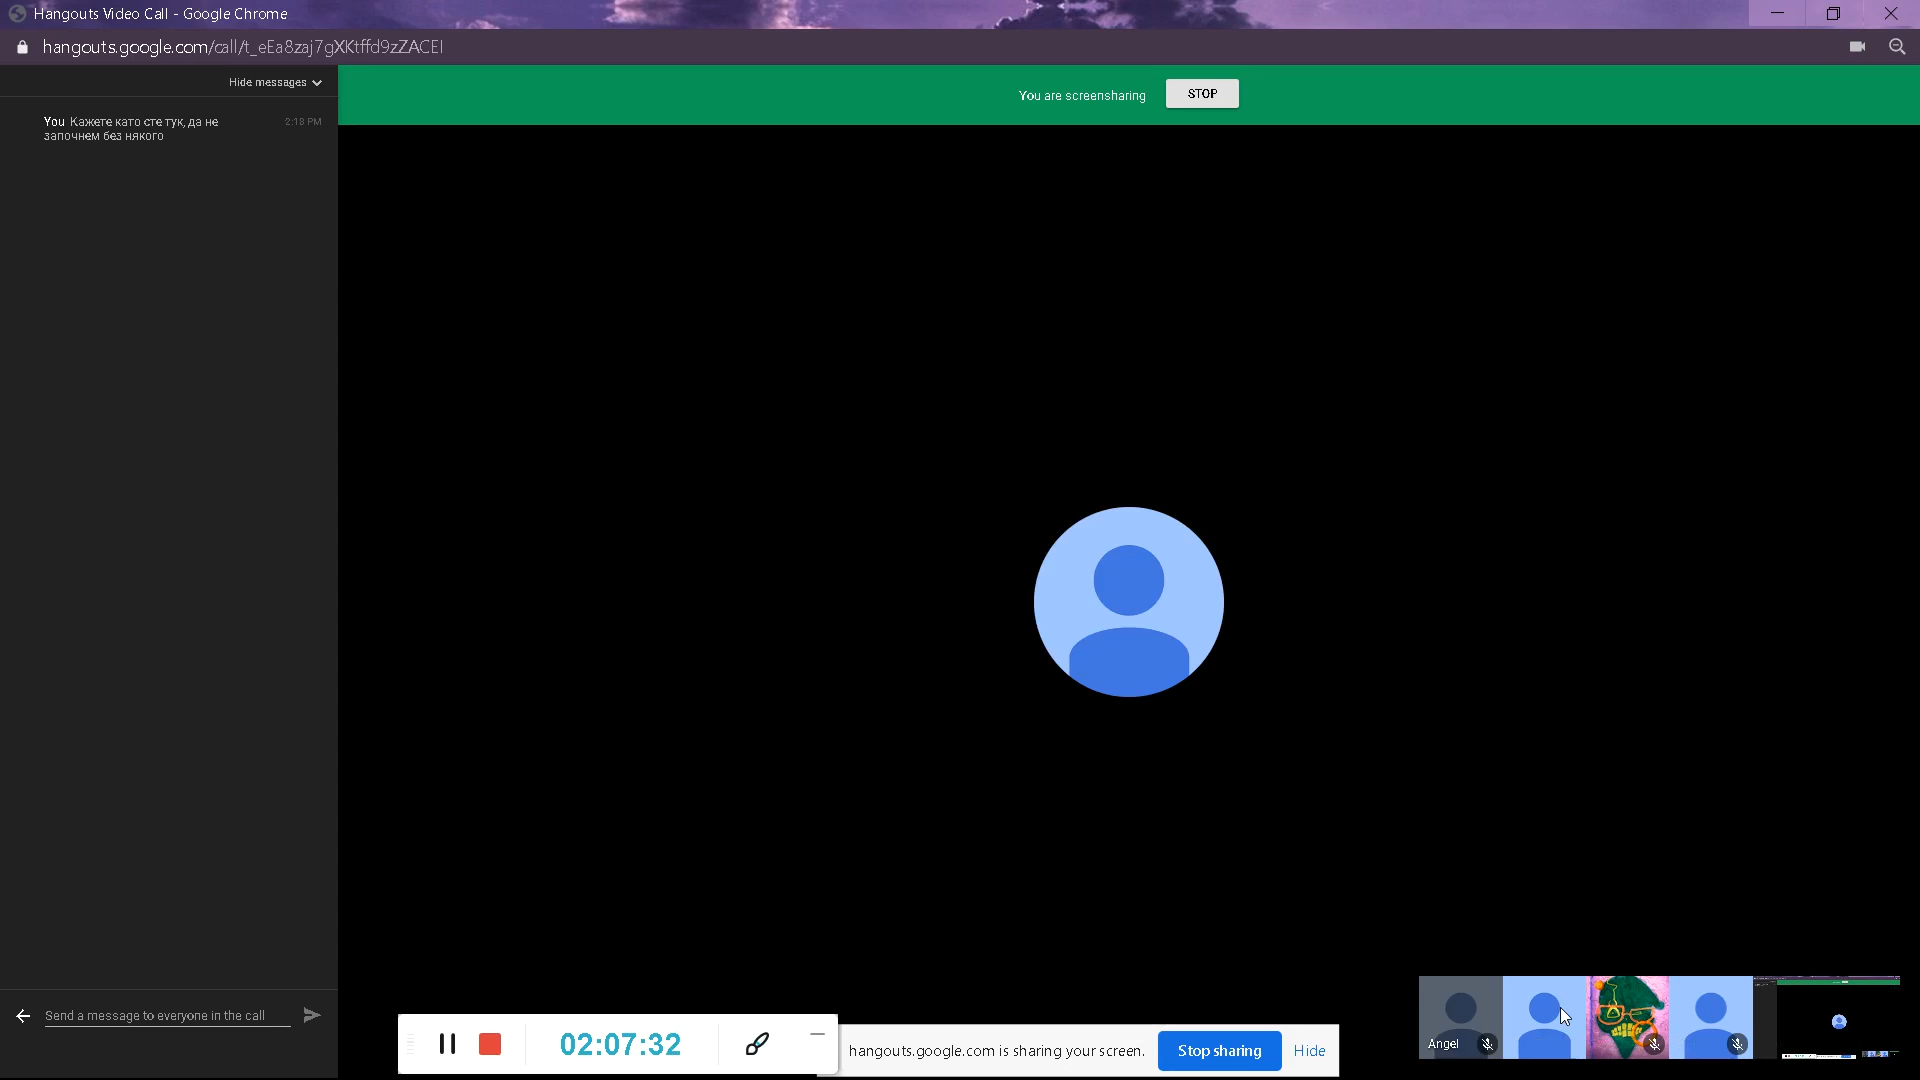 Hangouts Video Call - Google Chrome
hangouts.google.com/call/t_eEa8zaj7gXKtffd9zZACEI
Hide messages
You are screensharing
STOP
You Кажете като сте тук, да не 2:18 PM
започнем без някого
Angel
Send a message to everyone in the call
02:07:32
hangouts.google.com is sharing your screen.
Stop sharing
Hide